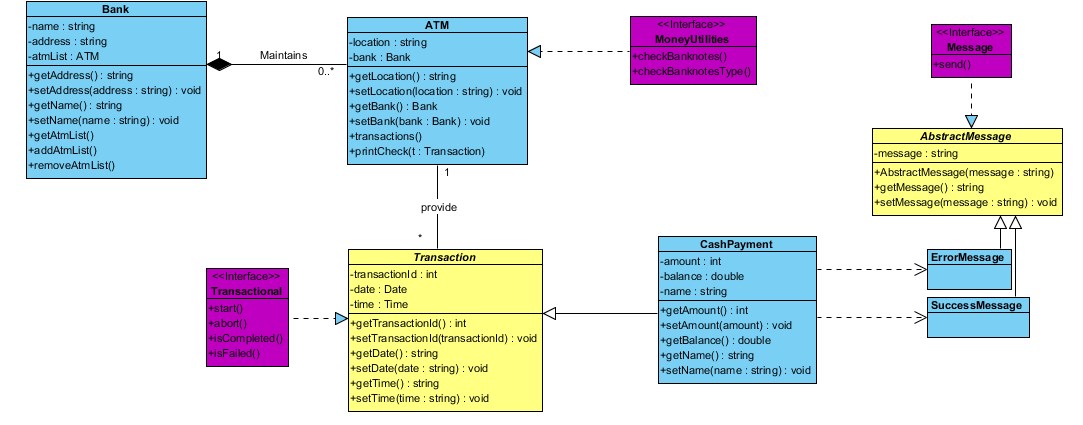 Bank
-name : string
-address : string
-atmList : ATM
+getAddress() : string
+setAddress(address : string) : void
+getName() : string
+setName(name : string) : void
+getAtmList()
+addAtmList()
+removeAtmList()
1
Maintains
0..*
ATM
-location : string
-bank : Bank
+getLocation() : string
+setLocation(location : string) : void
+getBank() : Bank
+setBank(bank : Bank) : void
+transactions()
+printCheck(t : Transaction)
<<Interface>>
MoneyUtilities
+checkBanknotes()
+checkBanknotesType()
<<Interface>>
Message
+send()
AbstractMessage
-message : string
+AbstractMessage(message : string)
+getMessage() : string
+setMessage(message : string) : void
1
provide
*
<<Interface>>
Transactional
+start()
+abort()
+isCompleted()
+isFailed()
Transaction
-transactionId : int
-date : Date
-time : Time
+getTransactionId() : int
+setTransactionId(transactionId) : void
+getDate() : string
+setDate(date : string) : void
+getTime() : string
+setTime(time : string) : void
CashPayment
-amount : int
-balance : double
-name : string
+getAmount() : int
+setAmount(amount) : void
+getBalance() : double
+getName() : string
+setName(name : string) : void
ErrorMessage
SuccessMessage